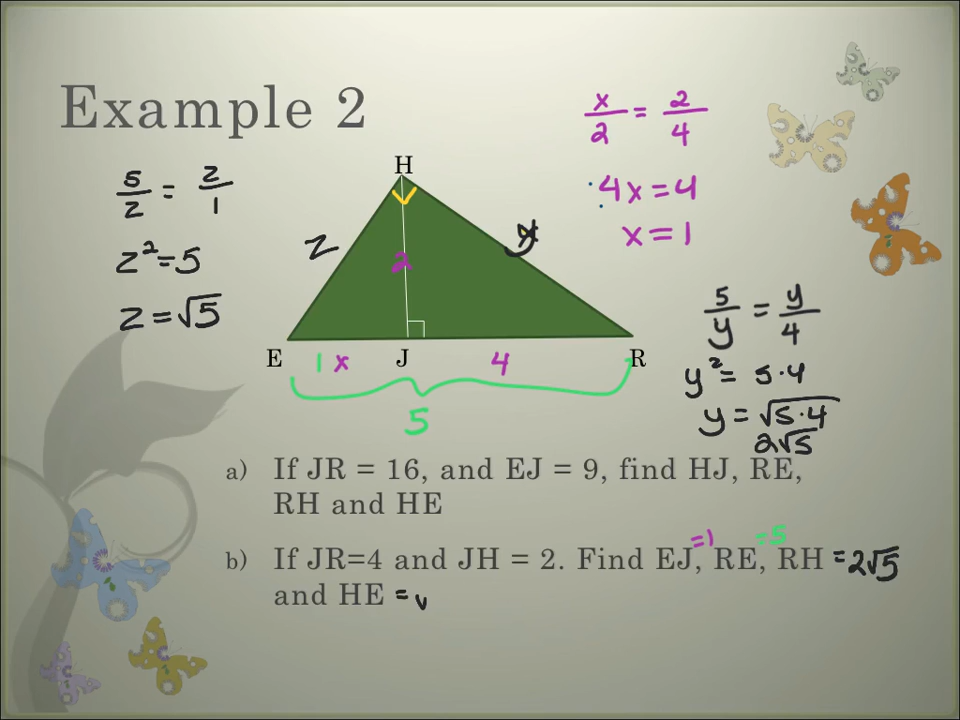 Example 2
x/2 = 2/4
4x = 4
x = 1
5/z = z/1
z² = 5
z = √5
H
z
2
y
E
J
R
1 x
4
5
5/y = y/4
y² = 5·4
y = √5·4
2√5
a) If JR = 16, and EJ = 9, find HJ, RE,
RH and HE
=1 =5
b) If JR=4 and JH = 2. Find EJ, RE, RH =2√5
and HE =